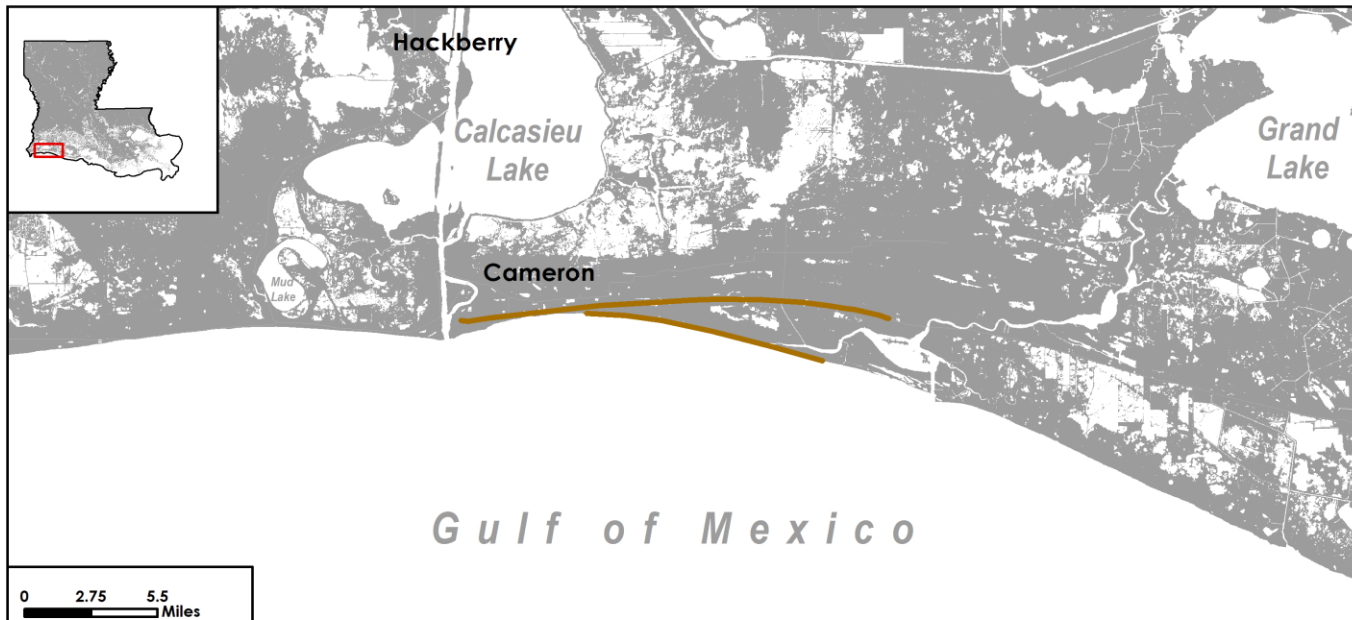 Hackberry
Calcasieu
Lake
Grand
Lake
Mud
Lake
Cameron
Gulf of Mexico
0 2.75 5.5
Miles